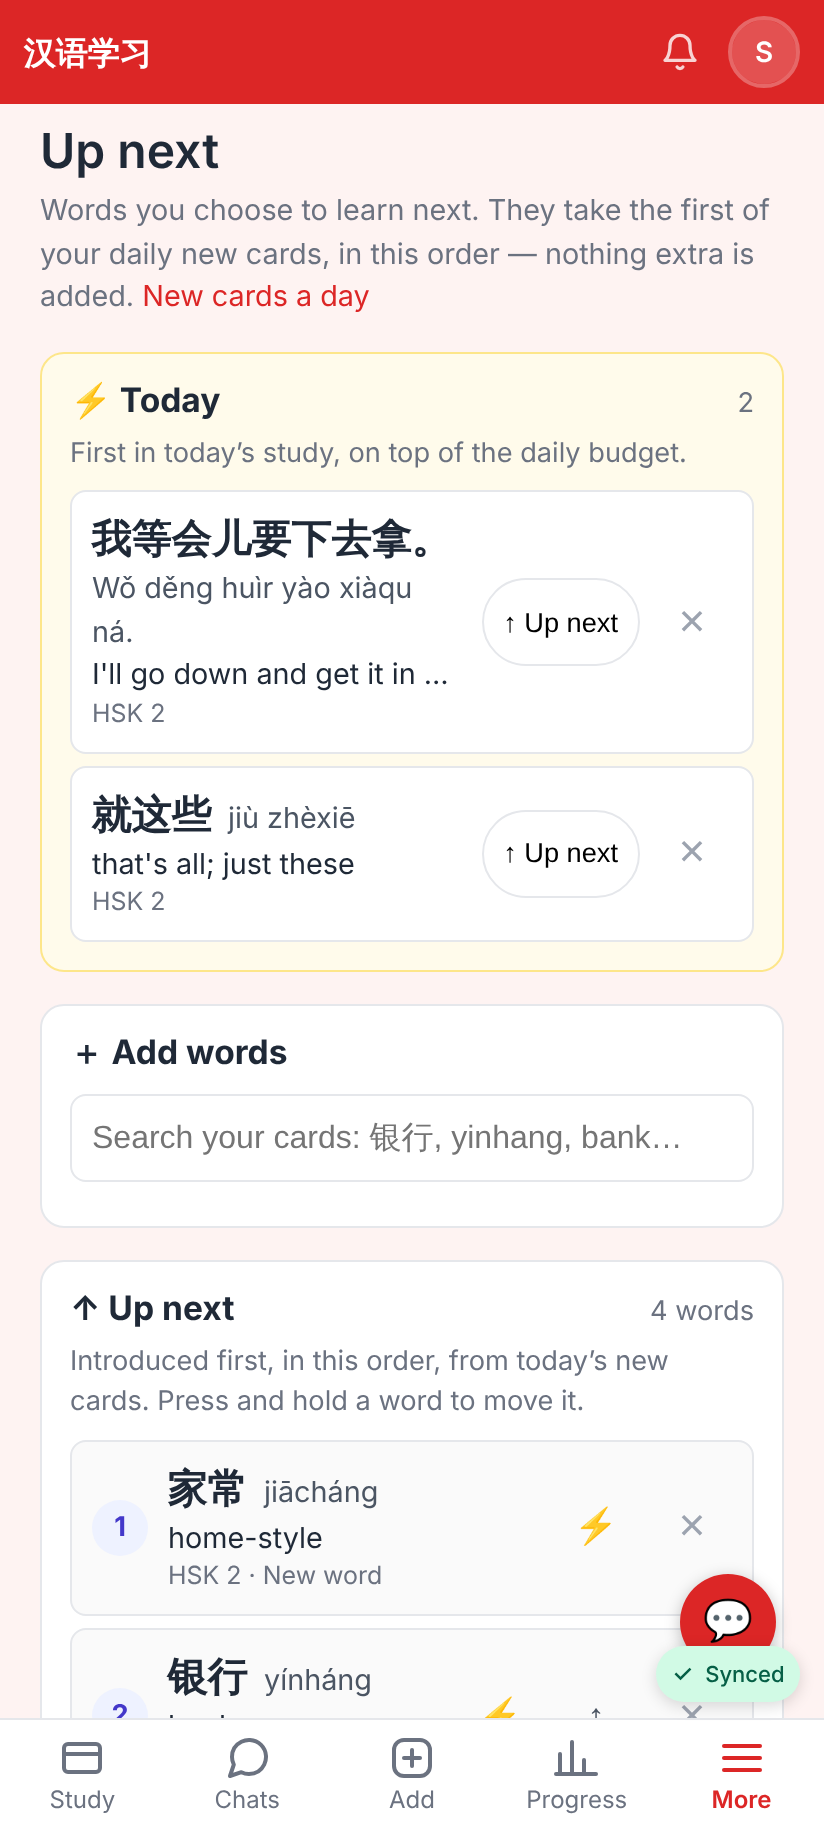 汉语学习
S
Up next
Words you choose to learn next. They take the first of
your daily new cards, in this order — nothing extra is
added. New cards a day
⚡ Today 2
First in today’s study, on top of the daily budget.
我等会儿要下去拿。
Wǒ děng huìr yào xiàqu
ná.
I'll go down and get it in ...
HSK 2
↑ Up next ✕
就这些 jiù zhèxiē
that's all; just these
HSK 2
↑ Up next ✕
+ Add words
Search your cards: 银行, yinhang, bank…
↑ Up next 4 words
Introduced first, in this order, from today’s new
cards. Press and hold a word to move it.
1
家常 jiācháng
home-style
HSK 2 · New word
⚡ ✕
2
银行 yínháng
⚡ ↑ ✕
✓ Synced
Study
Chats
Add
Progress
More